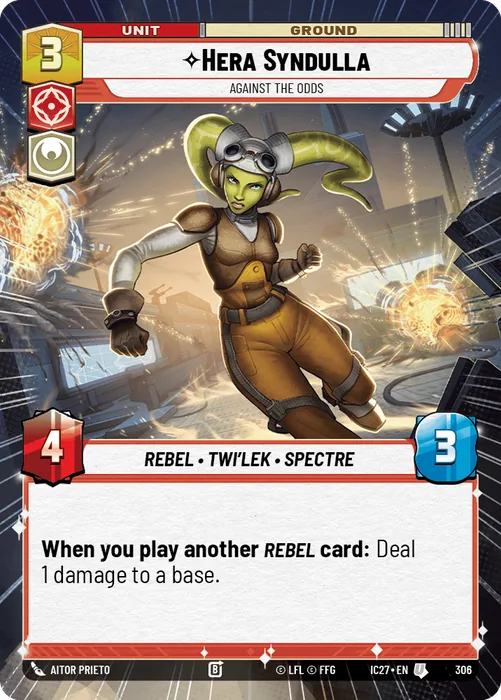 UNIT
GROUND
3
✧HERA SYNDULLA
AGAINST THE ODDS
4
REBEL • TWI'LEK • SPECTRE
3
When you play another REBEL card: Deal
1 damage to a base.
AITOR PRIETO
B
© LFL © FFG
IC27•EN
306